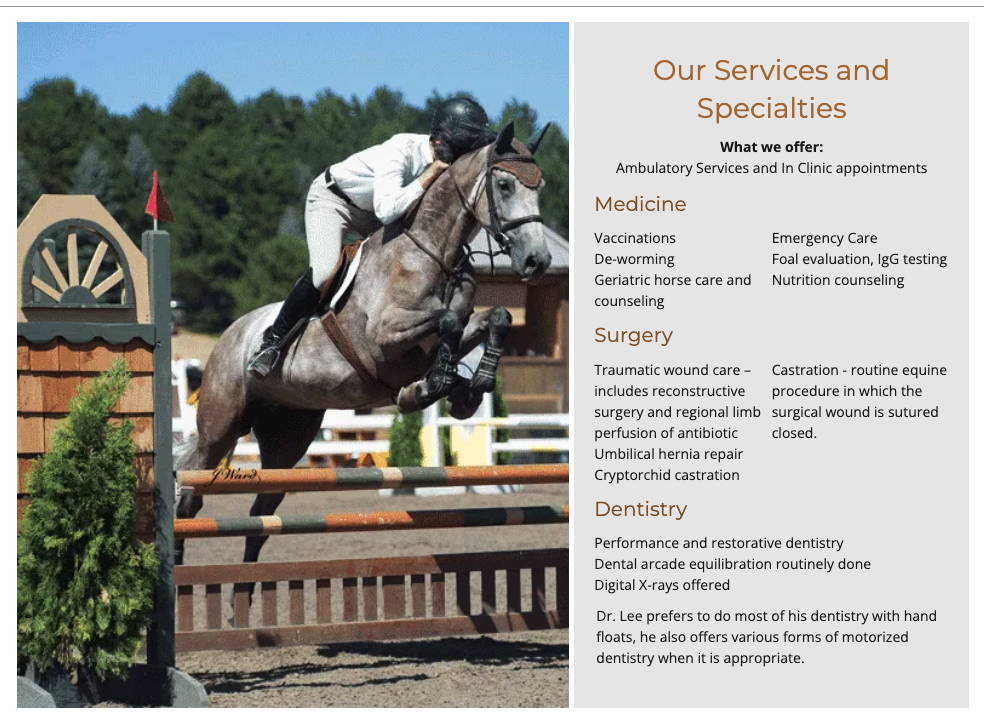 Our Services and
Specialties
What we offer:
Ambulatory Services and In Clinic appointments
Medicine
Vaccinations
De-worming
Geriatric horse care and
counseling
Emergency Care
Foal evaluation, IgG testing
Nutrition counseling
Surgery
Traumatic wound care –
includes reconstructive
surgery and regional limb
perfusion of antibiotic
Umbilical hernia repair
Cryptorchid castration
Castration - routine equine
procedure in which the
surgical wound is sutured
closed.
Dentistry
Performance and restorative dentistry
Dental arcade equilibration routinely done
Digital X-rays offered
Dr. Lee prefers to do most of his dentistry with hand
floats, he also offers various forms of motorized
dentistry when it is appropriate.
JWard